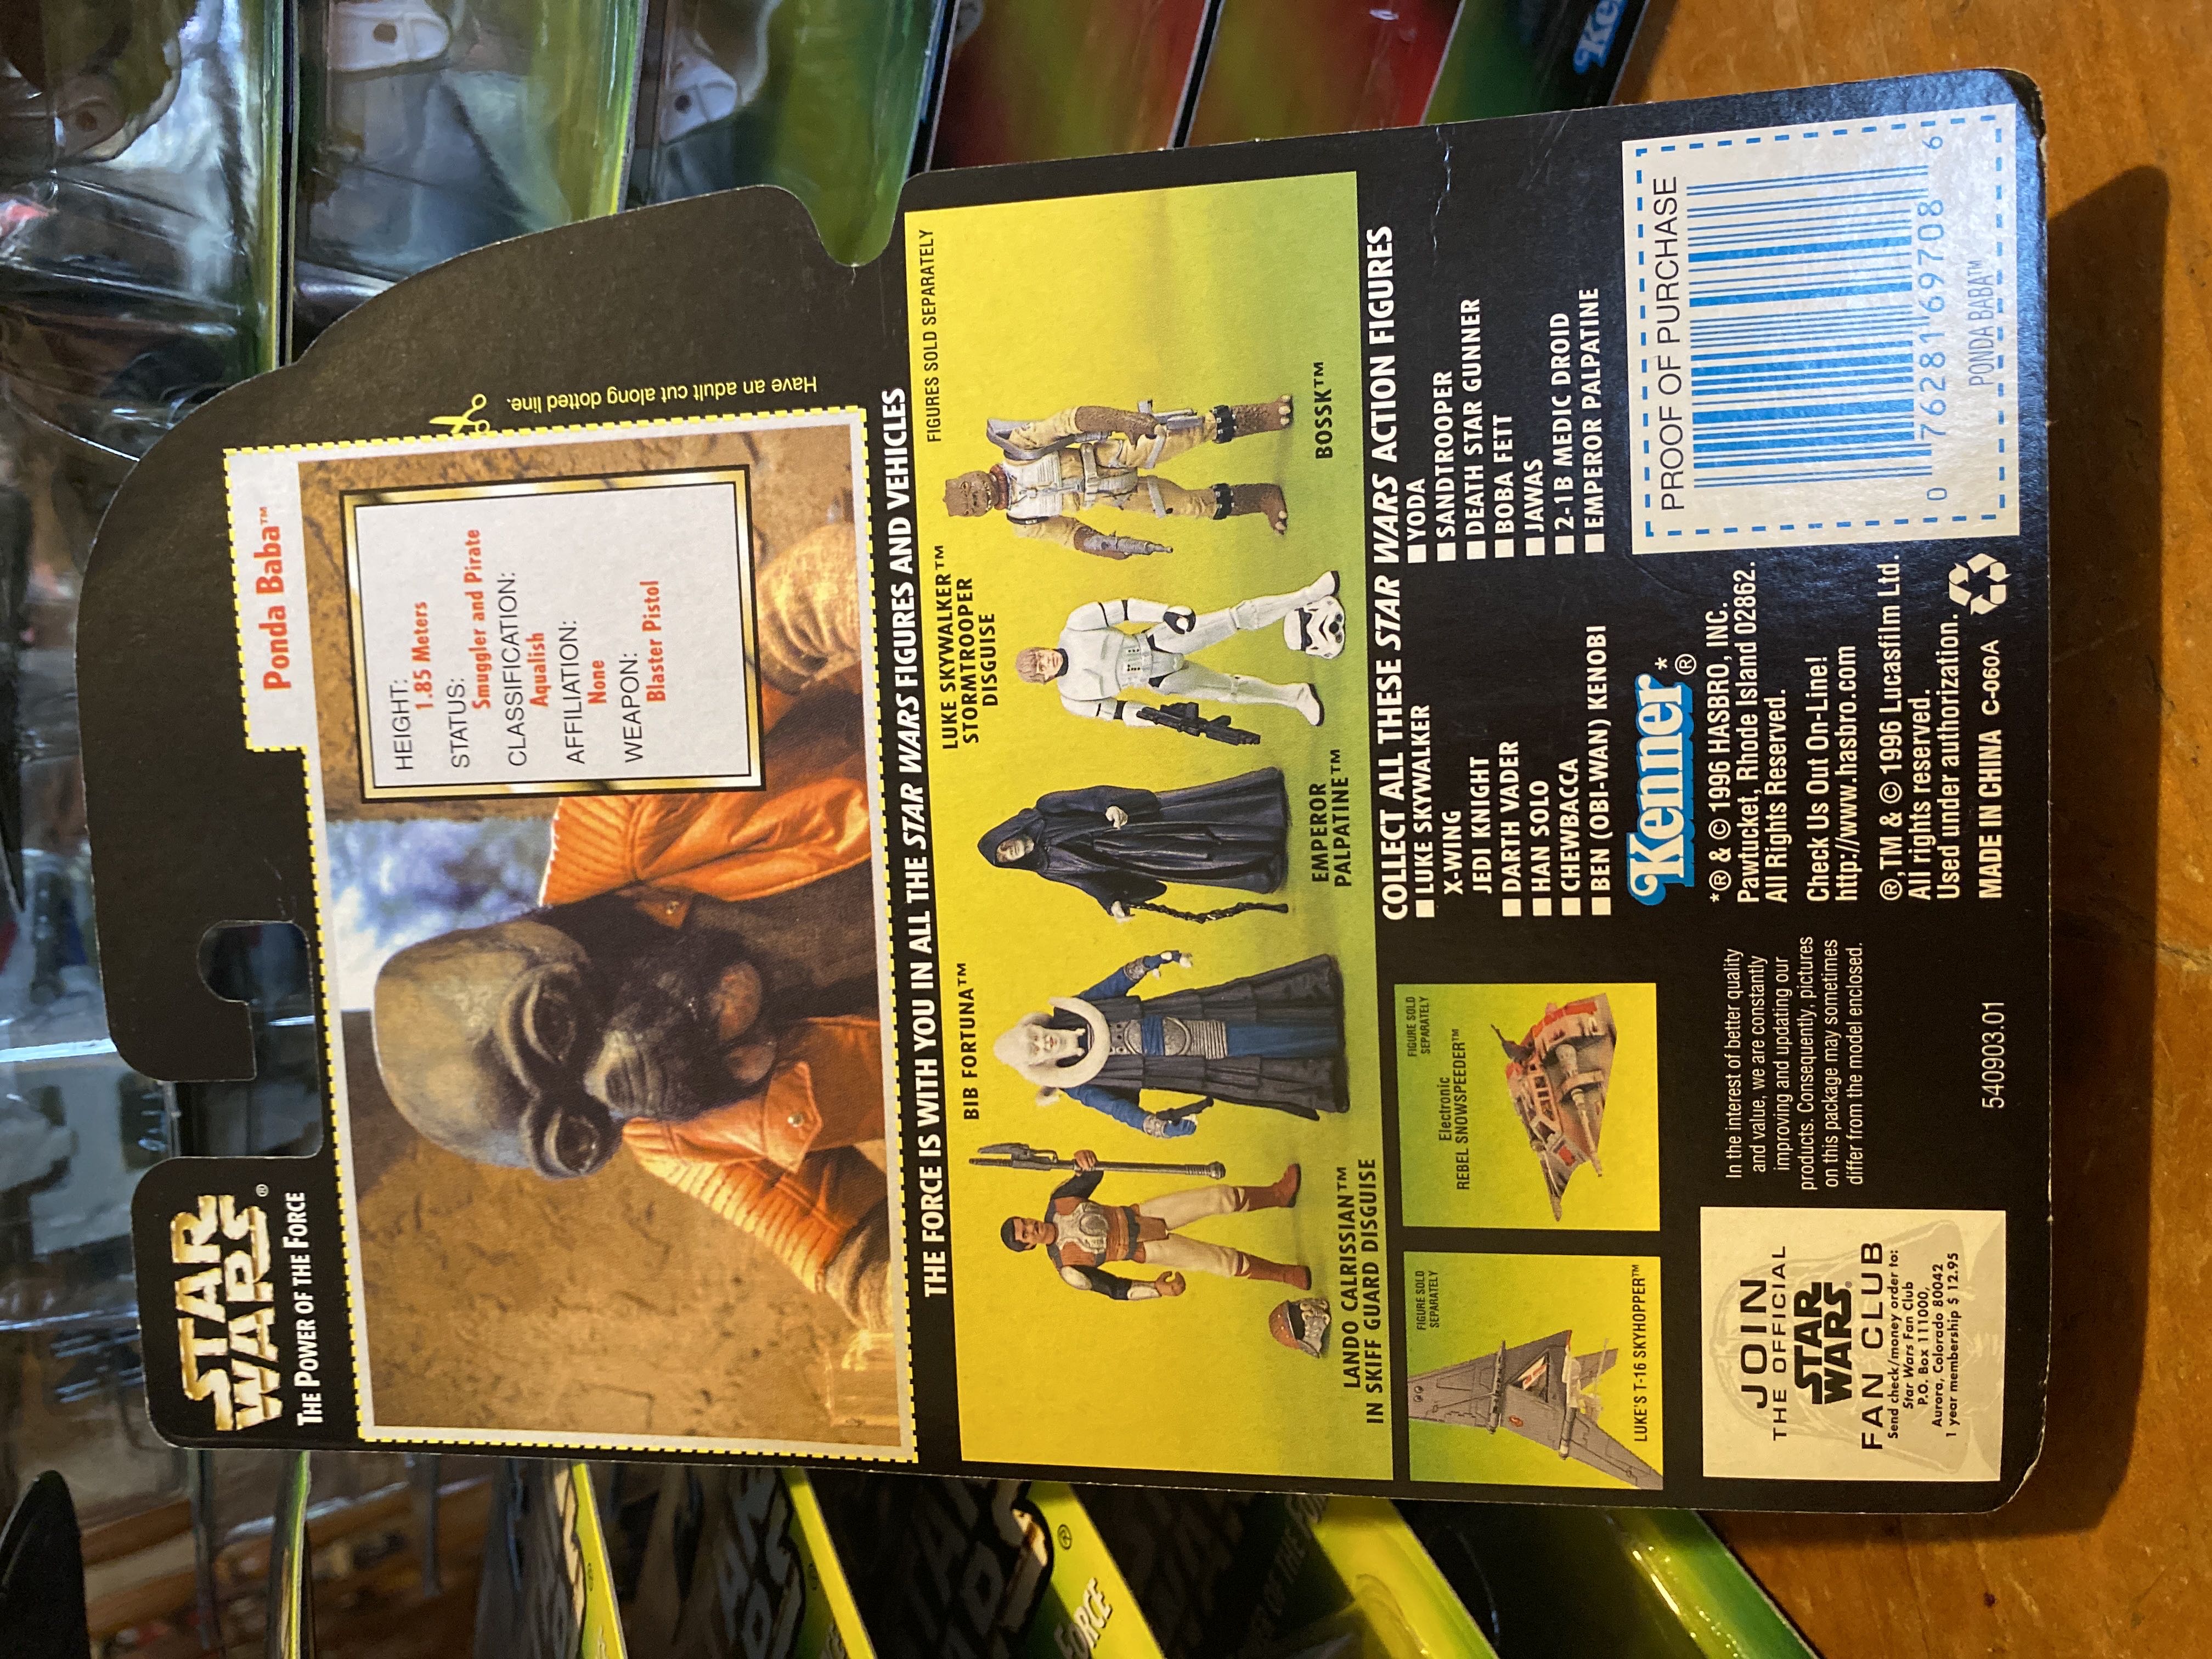 STAR
WARS®
THE POWER OF THE FORCE
Ponda Baba™
HEIGHT:
1.85 Meters
STATUS:
Smuggler and Pirate
CLASSIFICATION:
Aqualish
AFFILIATION:
None
WEAPON:
Blaster Pistol
Have an adult cut along dotted line.
THE FORCE IS WITH YOU IN ALL THE STAR WARS FIGURES AND VEHICLES
FIGURES SOLD SEPARATELY
LANDO CALRISSIAN™
IN SKIFF GUARD DISGUISE
BIB FORTUNA™
EMPEROR
PALPATINE™
LUKE SKYWALKER™
STORMTROOPER
DISGUISE
BOSSK™
FIGURE SOLD
SEPARATELY
LUKE'S T-16 SKYHOPPER™
FIGURE SOLD
SEPARATELY
Electronic
REBEL SNOWSPEEDER™
COLLECT ALL THESE STAR WARS ACTION FIGURES
LUKE SKYWALKER
X-WING
JEDI KNIGHT
DARTH VADER
HAN SOLO
CHEWBACCA
BEN (OBI-WAN) KENOBI
YODA
SANDTROOPER
DEATH STAR GUNNER
BOBA FETT
JAWAS
2-1B MEDIC DROID
EMPEROR PALPATINE
JOIN
THE OFFICIAL
STAR
WARS®
FAN CLUB
Send check/money order to:
Star Wars Fan Club
P.O. Box 111000,
Aurora, Colorado 80042
1 year membership $ 12.95
In the interest of better quality
and value, we are constantly
improving and updating our
products. Consequently, pictures
on this package may sometimes
differ from the model enclosed.
540903.01
Kenner*®
*® & © 1996 HASBRO, INC.
Pawtucket, Rhode Island 02862.
All Rights Reserved.
Check Us Out On-Line!
http://www.hasbro.com
®,TM & © 1996 Lucasfilm Ltd.
All rights reserved.
Used under authorization.
MADE IN CHINA C-060A
PROOF OF PURCHASE
0 76281 69708 6
PONDA BABA™
Ke
FORCE